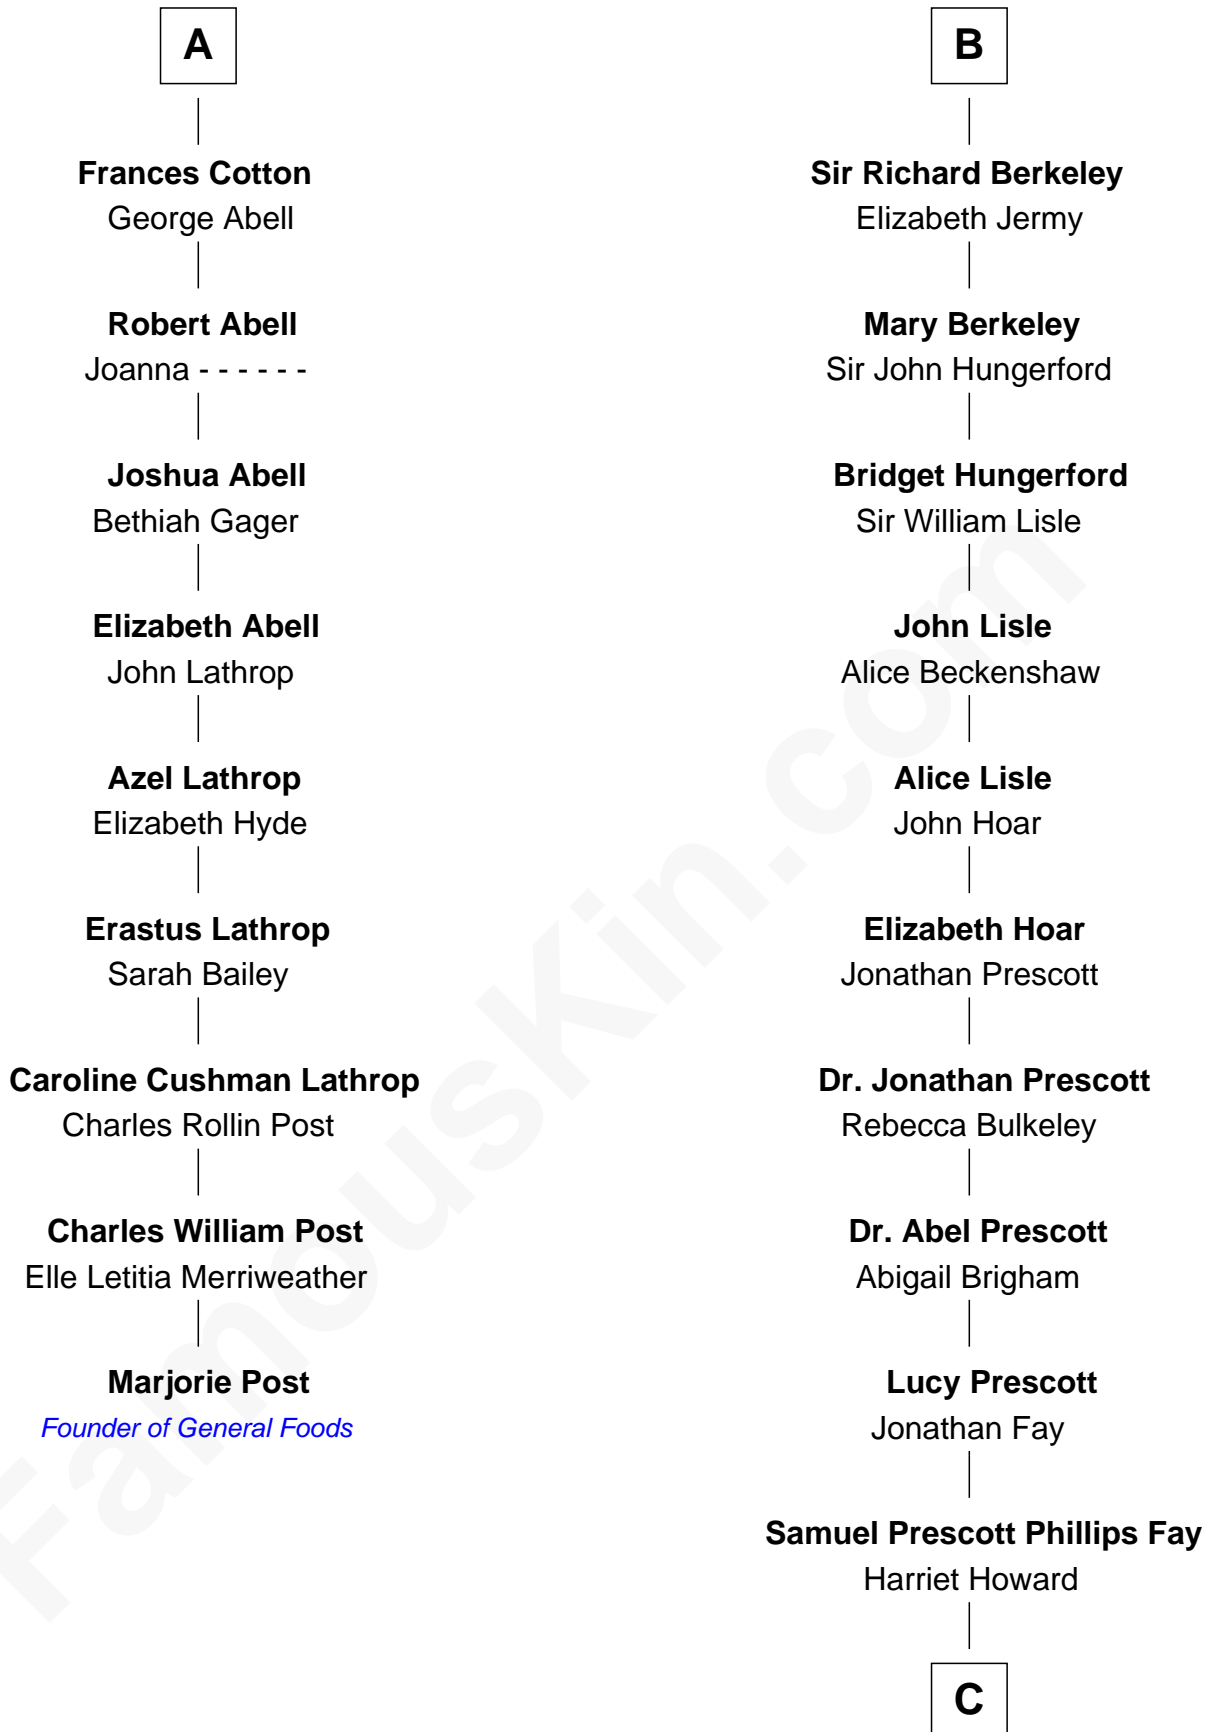 A
Frances Cotton
George Abell
Robert Abell
Joanna - - - - - -
Joshua Abell
Bethiah Gager
Elizabeth Abell
John Lathrop
Azel Lathrop
Elizabeth Hyde
Erastus Lathrop
Sarah Bailey
Caroline Cushman Lathrop
Charles Rollin Post
Charles William Post
Elle Letitia Merriweather
Marjorie Post
Founder of General Foods
B
Sir Richard Berkeley
Elizabeth Jermy
Mary Berkeley
Sir John Hungerford
Bridget Hungerford
Sir William Lisle
John Lisle
Alice Beckenshaw
Alice Lisle
John Hoar
Elizabeth Hoar
Jonathan Prescott
Dr. Jonathan Prescott
Rebecca Bulkeley
Dr. Abel Prescott
Abigail Brigham
Lucy Prescott
Jonathan Fay
Samuel Prescott Phillips Fay
Harriet Howard
C
FamousKin.com